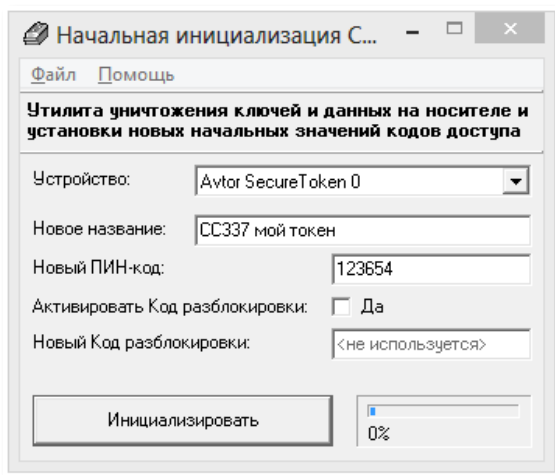 Начальная инициализация С...
Файл Помощь
Утилита уничтожения ключей и данных на носителе и
установки новых начальных значений кодов доступа
Устройство: Avtor SecureToken 0
Новое название: СС337 мой токен
Новый ПИН-код: 123654
Активировать Код разблокировки: Да
Новый Код разблокировки: <не используется>
Инициализировать
0%